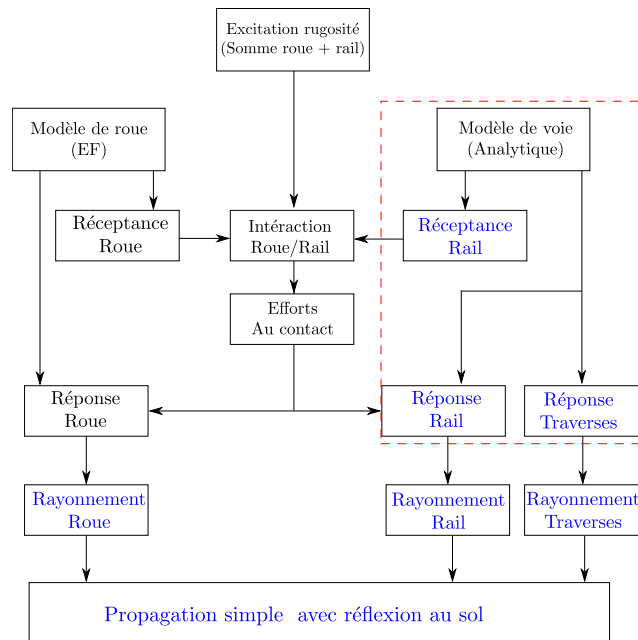 Excitation rugosité
(Somme roue + rail)
Modèle de roue
(EF)
Modèle de voie
(Analytique)
Réceptance
Roue
Intéraction
Roue/Rail
Réceptance
Rail
Efforts
Au contact
Réponse
Roue
Réponse
Rail
Réponse
Traverses
Rayonnement
Roue
Rayonnement
Rail
Rayonnement
Traverses
Propagation simple avec réflexion au sol